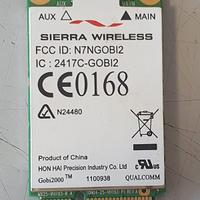 AUX MAIN
SIERRA WIRELESS
FCC ID: N7NGOBI2
IC : 2417C-GOBI2
CE0168
N24480
Product of China
HON HAI Precision Industry Co. Ltd
Gobi2000™ 1100938 QUALCOMM